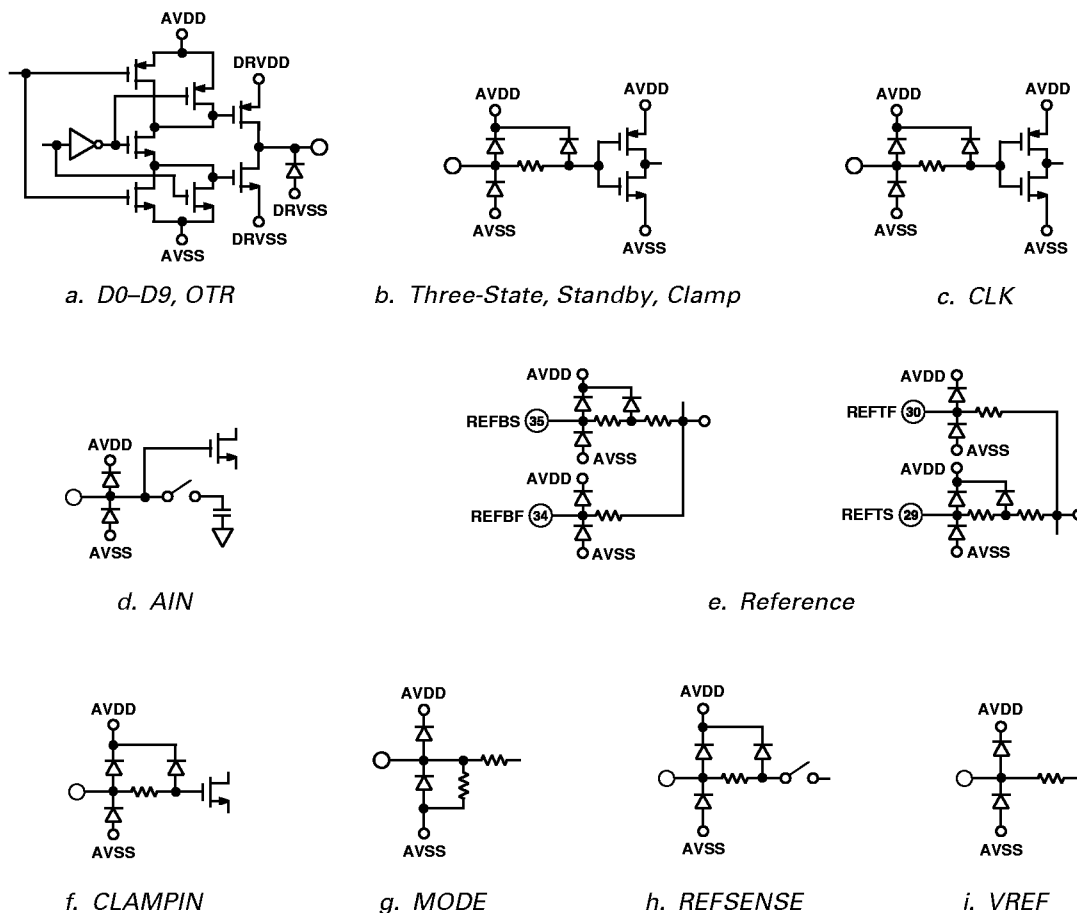 AVDD
DRVDD
AVSS
DRVSS
DRVSS
a. D0–D9, OTR
AVDD
AVDD
AVSS
AVSS
b. Three-State, Standby, Clamp
AVDD
AVDD
AVSS
AVSS
c. CLK
AVDD
AVSS
d. AIN
AVDD
REFBS 35
AVSS
AVDD
REFBF 34
AVSS
AVDD
REFTF 30
AVSS
AVDD
REFTS 29
AVSS
e. Reference
AVDD
AVSS
f. CLAMPIN
AVDD
AVSS
g. MODE
AVDD
AVSS
h. REFSENSE
AVDD
AVSS
i. VREF